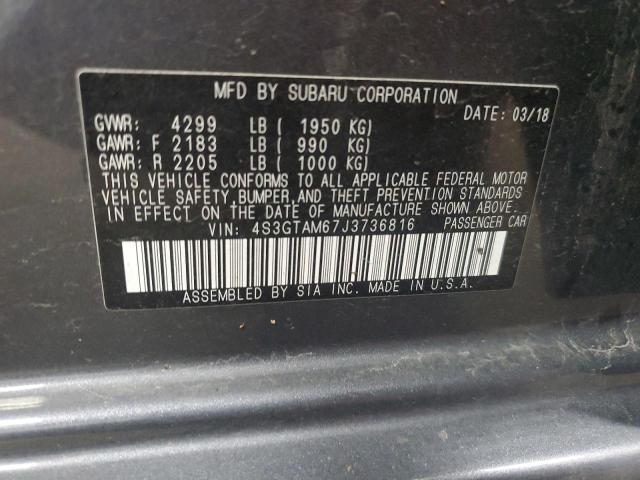 MFD BY SUBARU CORPORATION
DATE: 03/18
GVWR: 4299 LB ( 1950 KG)
GAWR: F 2183 LB ( 990 KG)
GAWR: R 2205 LB ( 1000 KG)
THIS VEHICLE CONFORMS TO ALL APPLICABLE FEDERAL MOTOR
VEHICLE SAFETY, BUMPER, AND THEFT PREVENTION STANDARDS
IN EFFECT ON THE DATE OF MANUFACTURE SHOWN ABOVE.
VIN: 4S3GTAM67J3736816 PASSENGER CAR
ASSEMBLED BY SIA INC. MADE IN U.S.A.